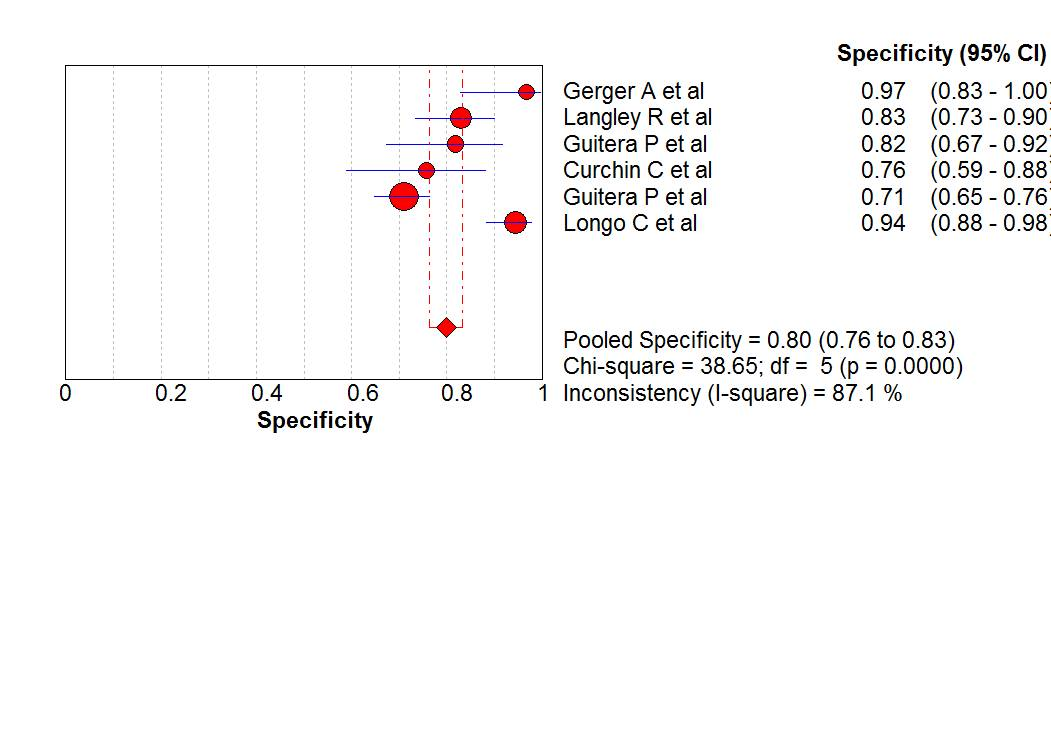 Specificity (95% CI)
Gerger A et al 0.97 (0.83 - 1.00)
Langley R et al 0.83 (0.73 - 0.90)
Guitera P et al 0.82 (0.67 - 0.92)
Curchin C et al 0.76 (0.59 - 0.88)
Guitera P et al 0.71 (0.65 - 0.76)
Longo C et al 0.94 (0.88 - 0.98)
Pooled Specificity = 0.80 (0.76 to 0.83)
Chi-square = 38.65; df = 5 (p = 0.0000)
Inconsistency (I-square) = 87.1 %
0 0.2 0.4 0.6 0.8 1
Specificity